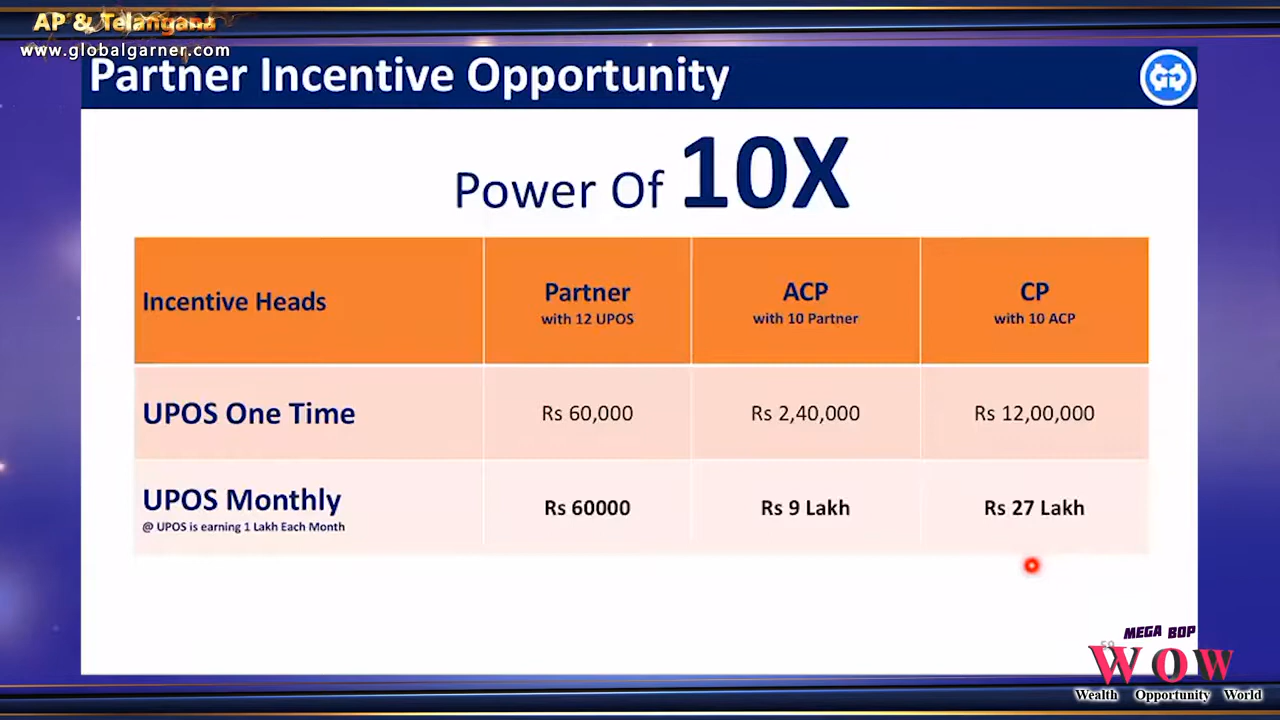 AP & Telangana
www.globalgarner.com
Partner Incentive Opportunity
Power Of 10X
Incentive Heads
Partner
with 12 UPOS
ACP
with 10 Partner
CP
with 10 ACP
UPOS One Time
Rs 60,000
Rs 2,40,000
Rs 12,00,000
UPOS Monthly
@ UPOS is earning 1 Lakh Each Month
Rs 60000
Rs 9 Lakh
Rs 27 Lakh
MEGA BOP
WOW
Wealth Opportunity World